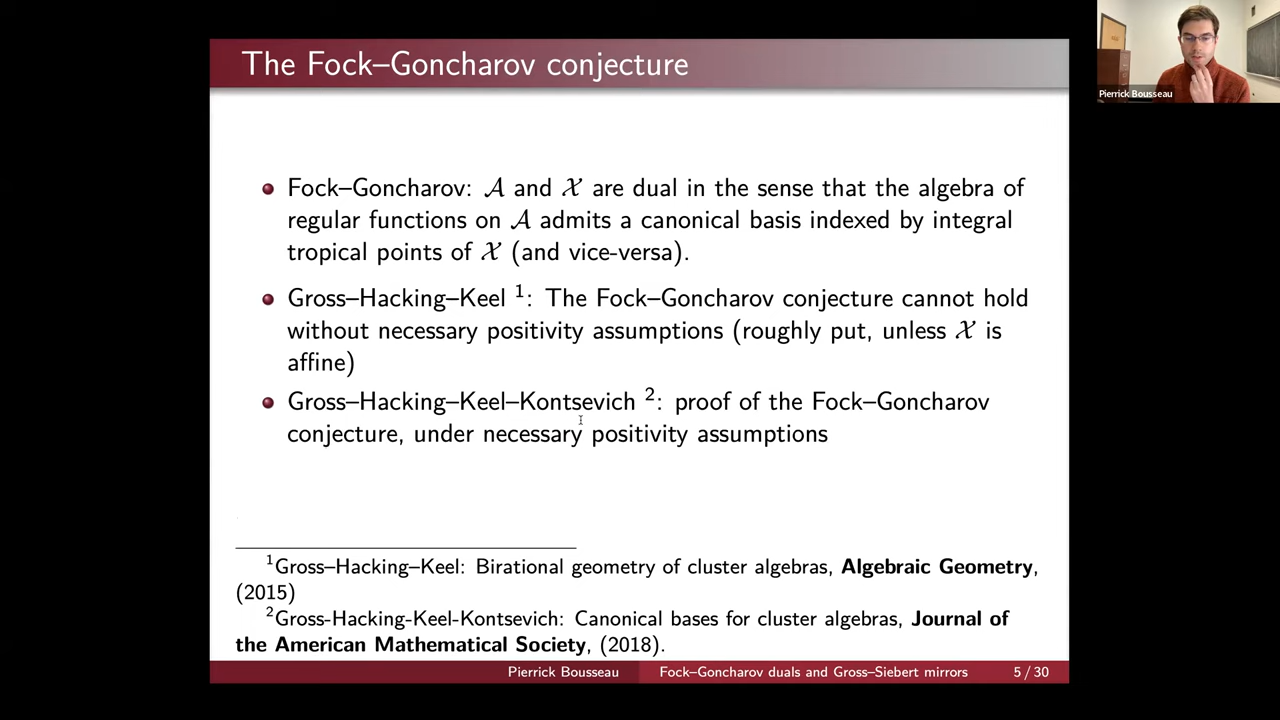 The Fock–Goncharov conjecture
Pierrick Bousseau
Fock–Goncharov: 𝒜 and 𝒳 are dual in the sense that the algebra of
regular functions on 𝒜 admits a canonical basis indexed by integral
tropical points of 𝒳 (and vice-versa).
Gross–Hacking–Keel ¹: The Fock–Goncharov conjecture cannot hold
without necessary positivity assumptions (roughly put, unless 𝒳 is
affine)
Gross–Hacking–Keel–Kontsevich ²: proof of the Fock–Goncharov
conjecture, under necessary positivity assumptions
¹Gross–Hacking–Keel: Birational geometry of cluster algebras, Algebraic Geometry,
(2015)
²Gross-Hacking-Keel-Kontsevich: Canonical bases for cluster algebras, Journal of
the American Mathematical Society, (2018).
Pierrick Bousseau Fock–Goncharov duals and Gross–Siebert mirrors 5 / 30